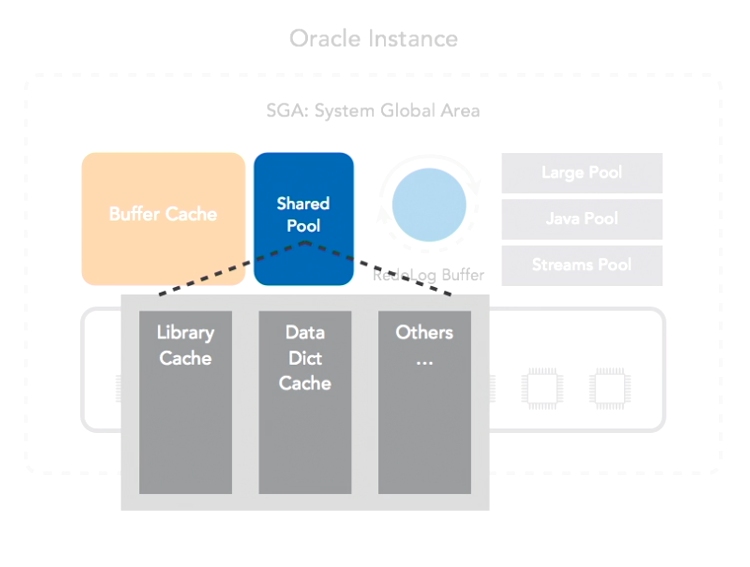 Oracle Instance
SGA: System Global Area
Buffer Cache
Shared
Pool
RedoLog Buffer
Large Pool
Java Pool
Streams Pool
Library
Cache
Data
Dict
Cache
Others
...